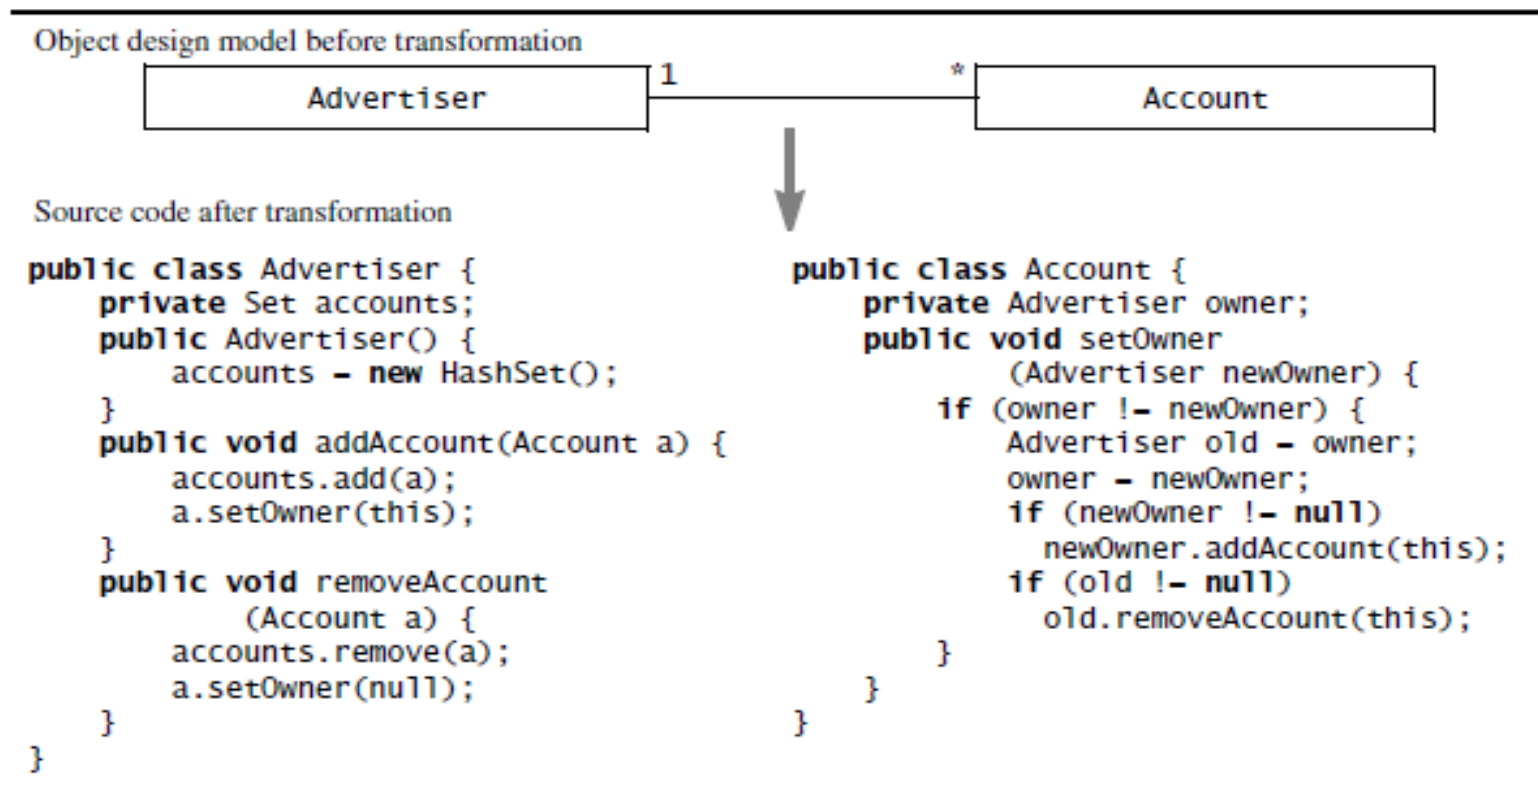 Object design model before transformation
Advertiser 1 * Account
Source code after transformation
public class Advertiser {
private Set accounts;
public Advertiser() {
accounts = new HashSet();
}
public void addAccount(Account a) {
accounts.add(a);
a.setOwner(this);
}
public void removeAccount
(Account a) {
accounts.remove(a);
a.setOwner(null);
}
}
public class Account {
private Advertiser owner;
public void setOwner
(Advertiser newOwner) {
if (owner != newOwner) {
Advertiser old = owner;
owner = newOwner;
if (newOwner != null)
newOwner.addAccount(this);
if (old != null)
old.removeAccount(this);
}
}
}